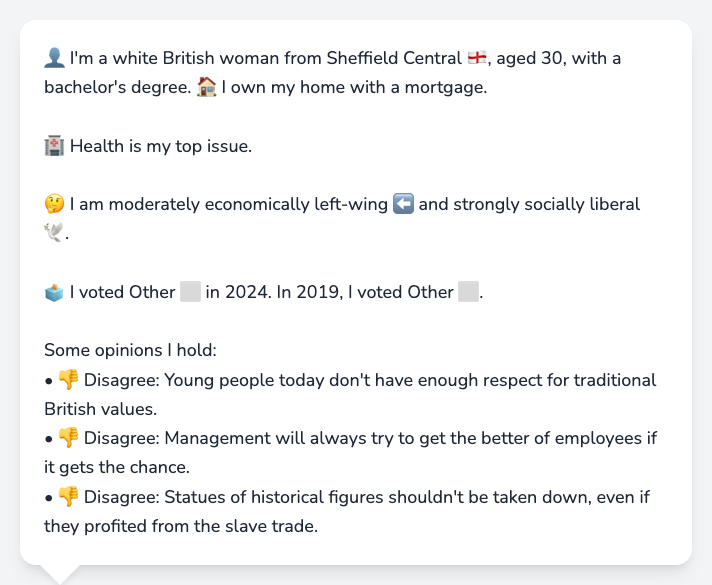 👤 I'm a white British woman from Sheffield Central 🏴󠁧󠁢󠁥󠁮󠁧󠁿, aged 30, with a
bachelor's degree. 🏠 I own my home with a mortgage.
🏥 Health is my top issue.
🤔 I am moderately economically left-wing ⬅️ and strongly socially liberal
🕊️.
🗳️ I voted Other ⬜ in 2024. In 2019, I voted Other ⬜.
Some opinions I hold:
• 👎 Disagree: Young people today don't have enough respect for traditional
British values.
• 👎 Disagree: Management will always try to get the better of employees if
it gets the chance.
• 👎 Disagree: Statues of historical figures shouldn't be taken down, even if
they profited from the slave trade.